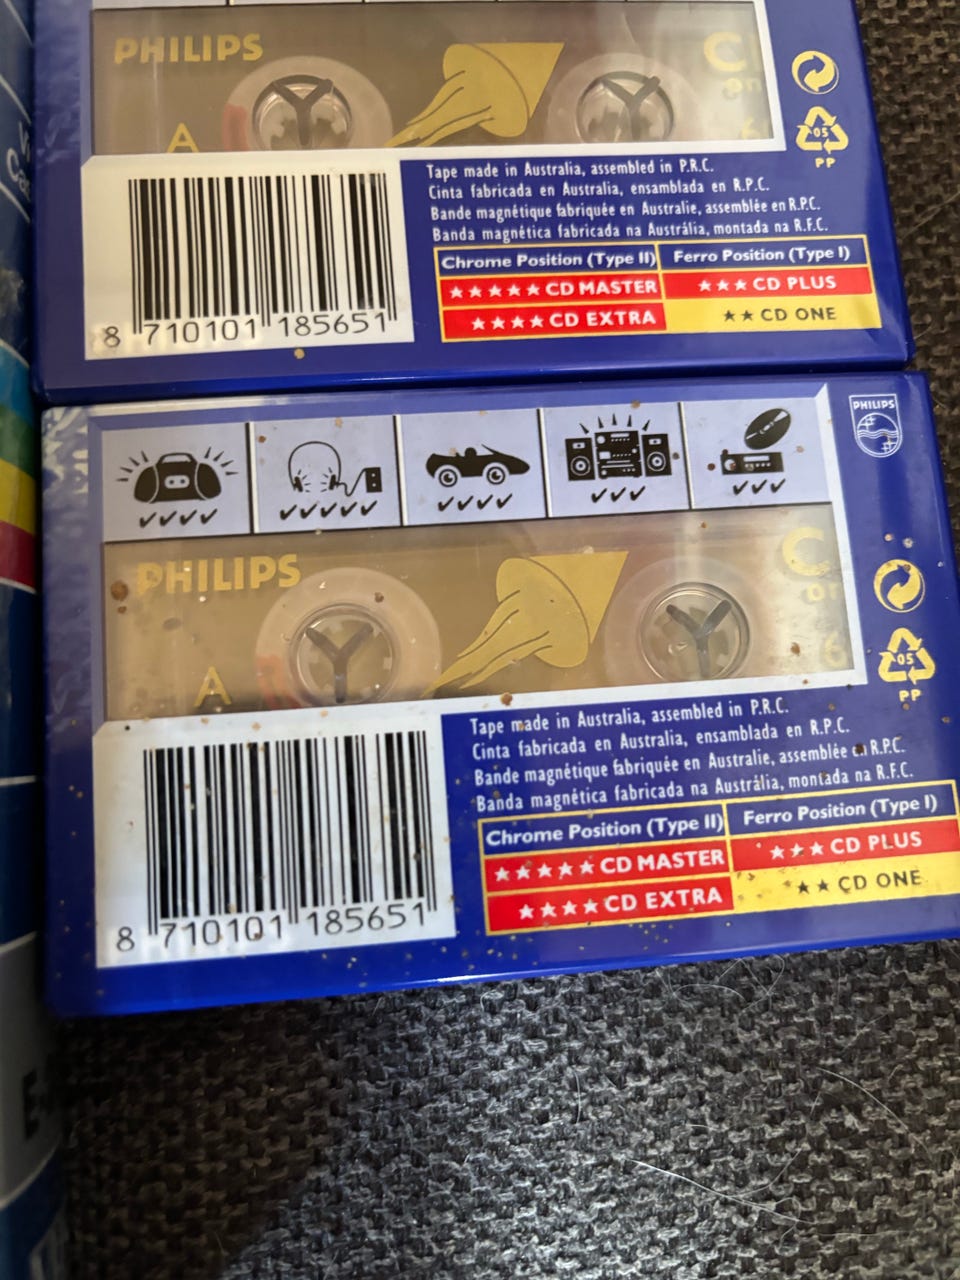 PHILIPS
A
05
PP
Tape made in Australia, assembled in P.R.C.
Cinta fabricada en Australia, ensamblada en R.P.C.
Bande magnétique fabriquée en Australie, assemblée en R.P.C.
Banda magnética fabricada na Austrália, montada na R.F.C.
Chrome Position (Type II) Ferro Position (Type I)
★★★★★ CD MASTER ★★★ CD PLUS
★★★★ CD EXTRA ★★ CD ONE
8 710101 185651
PHILIPS
✓✓✓✓ ✓✓✓✓✓ ✓✓✓✓ ✓✓✓ ✓✓✓
PHILIPS
A
05
PP
Tape made in Australia, assembled in P.R.C.
Cinta fabricada en Australia, ensamblada en R.P.C.
Bande magnétique fabriquée en Australie, assemblée en R.P.C.
Banda magnética fabricada na Austrália, montada na R.F.C.
Chrome Position (Type II) Ferro Position (Type I)
★★★★★ CD MASTER ★★★ CD PLUS
★★★★ CD EXTRA ★★ CD ONE
8 710101 185651